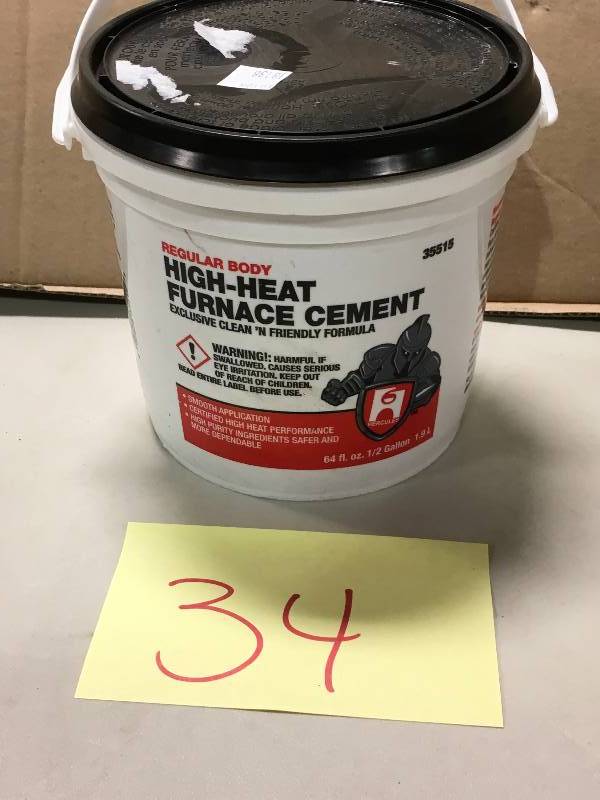 35515
REGULAR BODY
HIGH-HEAT
FURNACE CEMENT
EXCLUSIVE CLEAN 'N FRIENDLY FORMULA
WARNING!: HARMFUL IF
SWALLOWED, CAUSES SERIOUS
EYE IRRITATION. KEEP OUT
OF REACH OF CHILDREN.
READ ENTIRE LABEL BEFORE USE.
• SMOOTH APPLICATION
• CERTIFIED HIGH HEAT PERFORMANCE
• HIGH PURITY INGREDIENTS SAFER AND
MORE DEPENDABLE
HERCULES
64 fl. oz. 1/2 Gallon 1.9 L
34